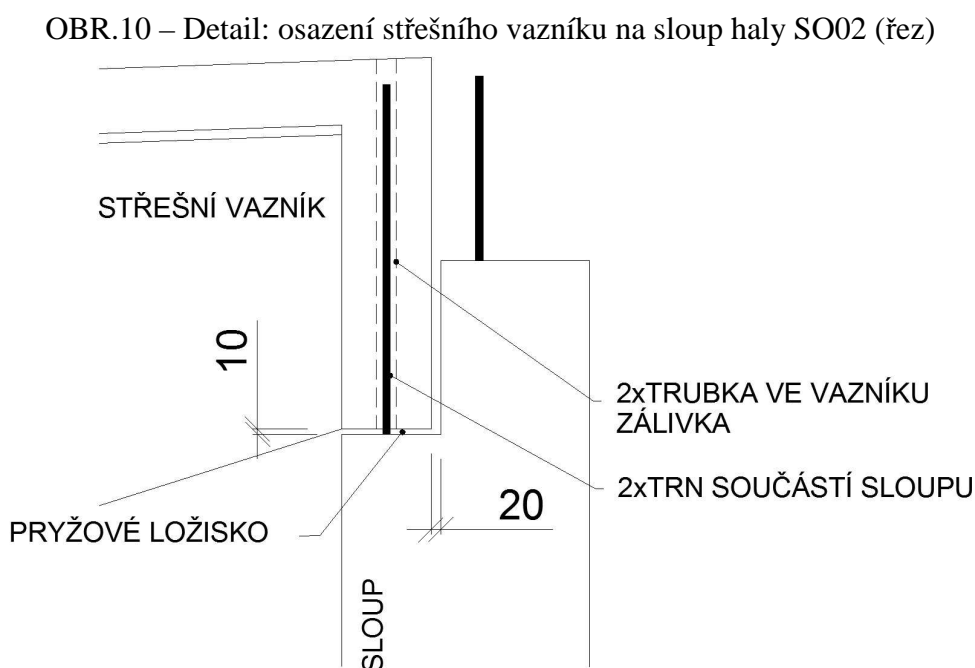 OBR.10 – Detail: osazení střešního vazníku na sloup haly SO02 (řez)
STŘEŠNÍ VAZNÍK
10
2xTRUBKA VE VAZNÍKU
ZÁLIVKA
2xTRN SOUČÁSTÍ SLOUPU
20
PRYŽOVÉ LOŽISKO
SLOUP